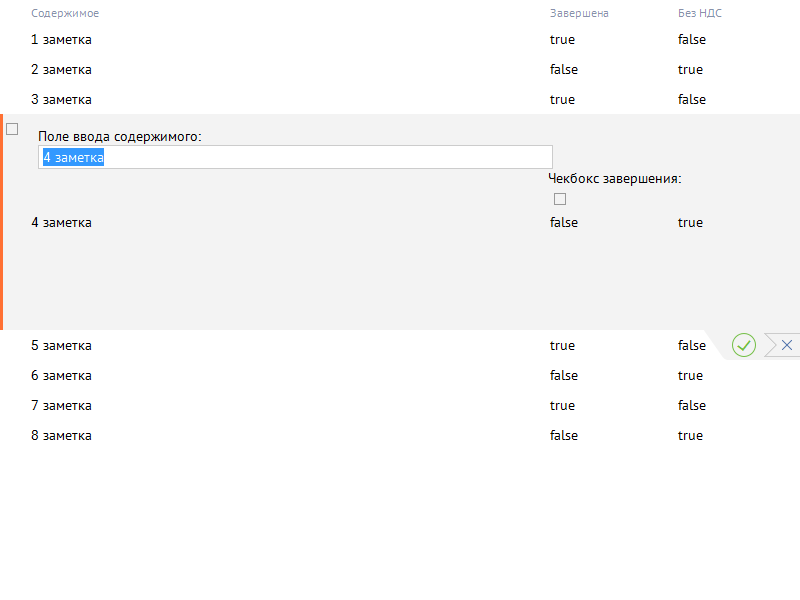 Содержимое Завершена Без НДС
1 заметка true false
2 заметка false true
3 заметка true false
Поле ввода содержимого:
4 заметка
Чекбокс завершения:
4 заметка false true
5 заметка true false
6 заметка false true
7 заметка true false
8 заметка false true